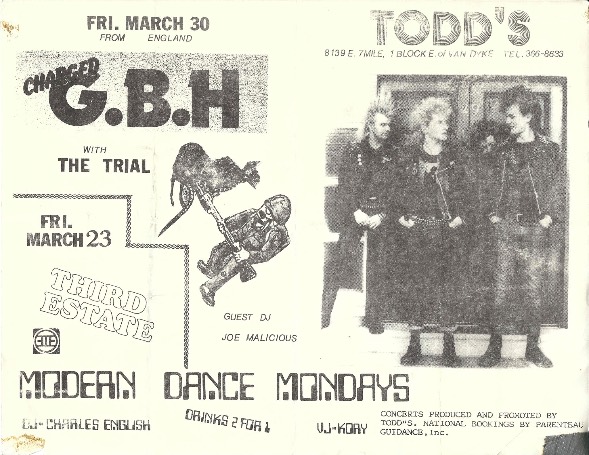 FRI. MARCH 30
FROM ENGLAND
CHARGED
G.B.H
WITH
THE TRIAL
FRI.
MARCH 23
THIRD
ESTATE
GUEST DJ
JOE MALICIOUS
TODD'S
8139 E. 7 MILE, 1 BLOCK E. of VAN DYKE TEL. 366-8633
MODERN DANCE MONDAYS
DJ-CHARLES ENGLISH
DRINKS 2 FOR 1
VJ-KORY
CONCERTS PRODUCED AND PROMOTED BY
TODD"S. NATIONAL BOOKINGS BY PARENTEAU
GUIDANCE, Inc.